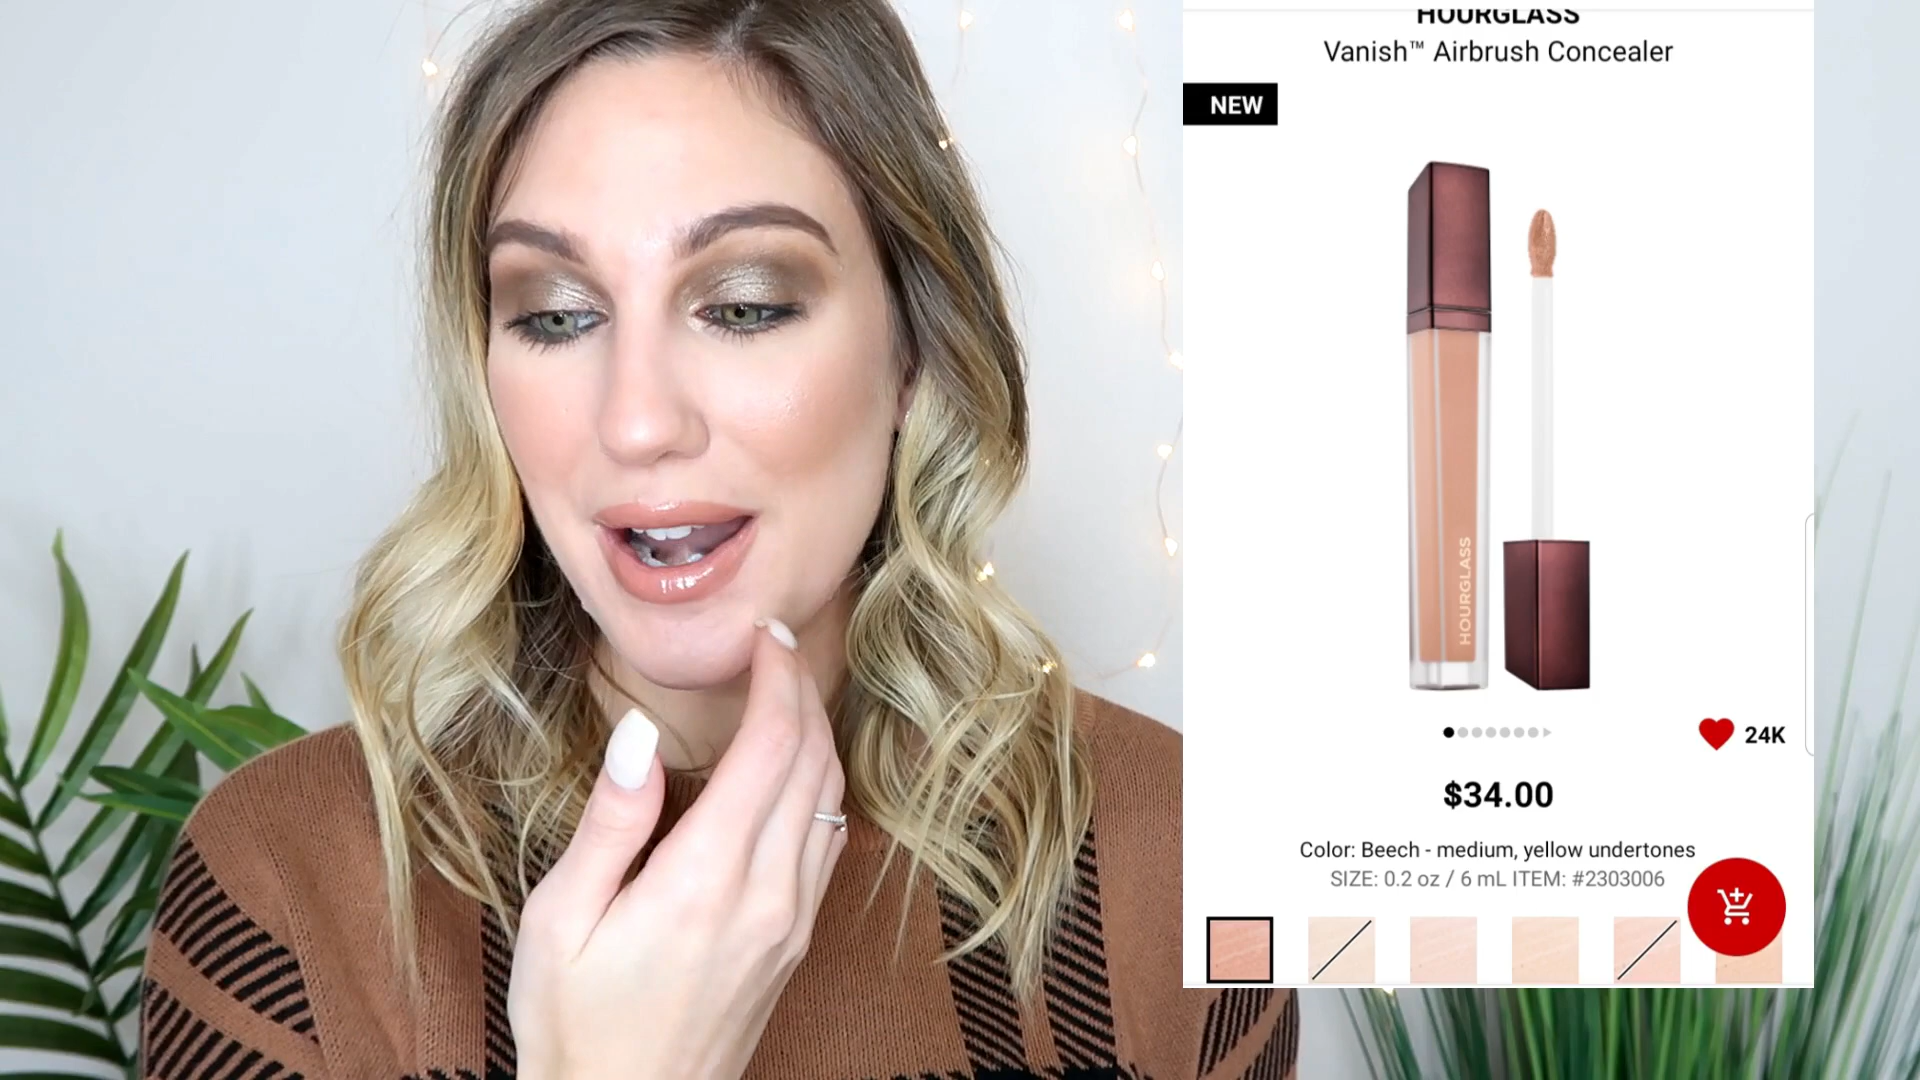 HOURGLASS
Vanish™ Airbrush Concealer
NEW
HOURGLASS
24K
$34.00
Color: Beech - medium, yellow undertones
SIZE: 0.2 oz / 6 mL ITEM: #2303006